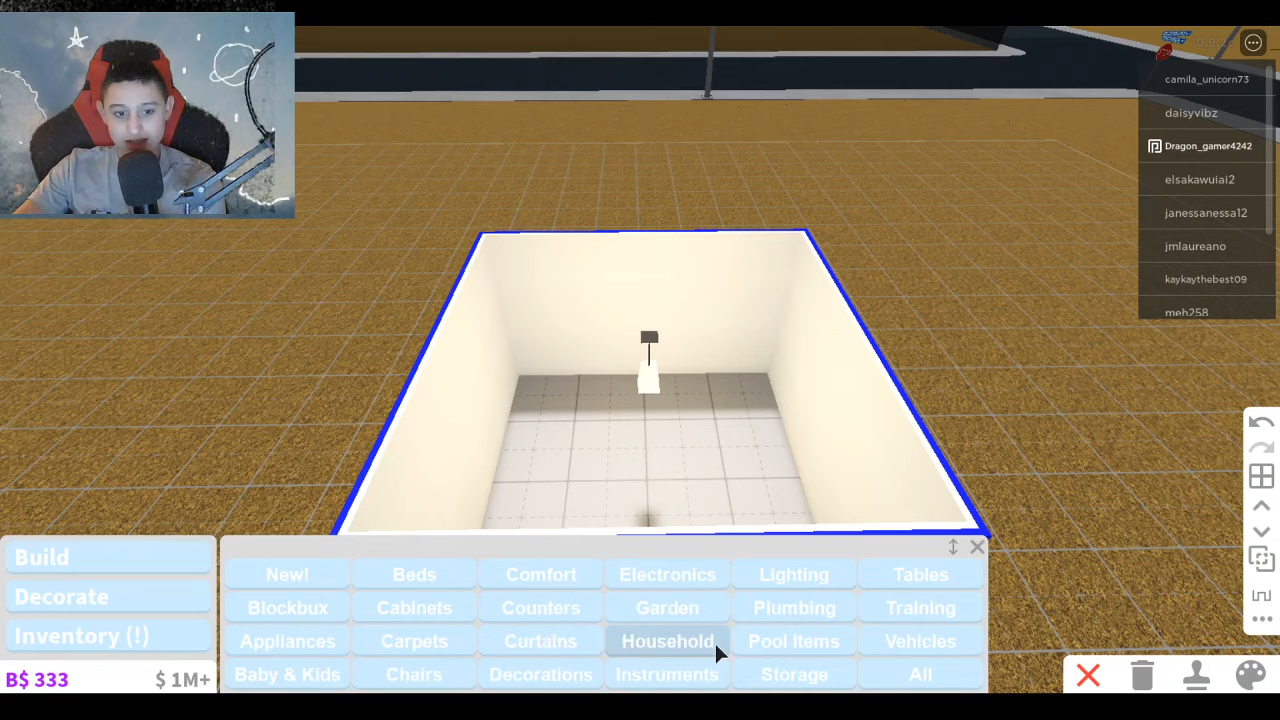 camila_unicorn73
daisyvibz
Dragon_gamer4242
elsakawuiai2
janessanessa12
jmlaureano
kaykaythebest09
meh258
Build
Decorate
Inventory (!)
B$ 333 $ 1M+
New! Beds Comfort Electronics Lighting Tables
Blockbux Cabinets Counters Garden Plumbing Training
Appliances Carpets Curtains Household Pool Items Vehicles
Baby & Kids Chairs Decorations Instruments Storage All